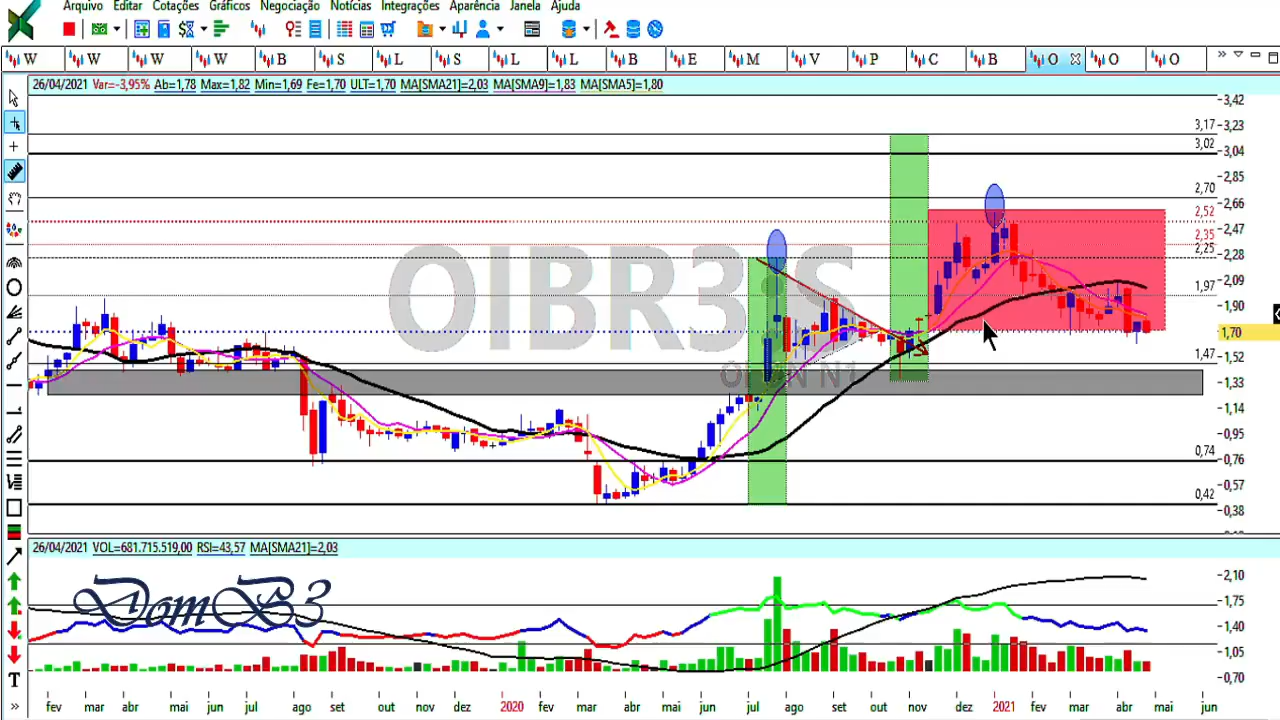 Arquivo Editar Cotações Gráficos Negociação Notícias Integrações Aparência Janela Ajuda
W W W W B S L S L L B E M V P C B O O O
26/04/2021 Var=-3,95% Ab=1,78 Max=1,82 Min=1,69 Fe=1,70 ULT=1,70 MA[SMA21]=2,03 MA[SMA9]=1,83 MA[SMA5]=1,80
3,42
3,17 3,23
3,02 3,04
2,85
2,70 2,66
2,52
2,47
2,35
2,25 2,28
2,09
1,97
1,90
1,70
1,47 1,52
1,33
1,14
0,95
0,74 0,76
0,57
0,42 0,38
OIBR3:S
OI ON N1
26/04/2021 VOL=681.715.519,00 RSI=43,57 MA[SMA21]=2,03
DomB3
2,10
1,75
1,40
1,05
0,70
T
fev mar abr mai jun jul ago set out nov dez 2020 fev mar abr mai jun jul ago set out nov dez 2021 fev mar abr mai jun